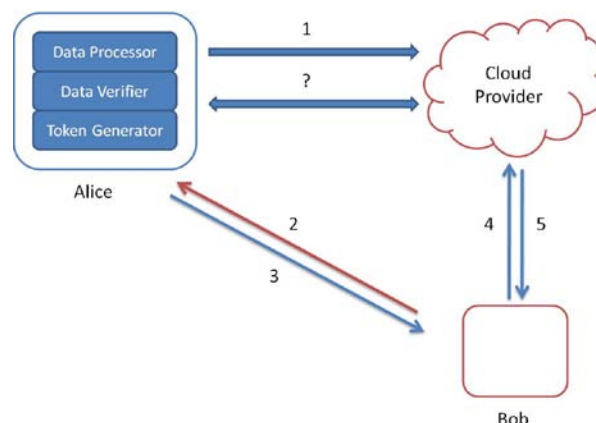 Data Processor
Data Verifier
Token Generator
Alice
1
?
Cloud
Provider
2
3
4
5
Bob